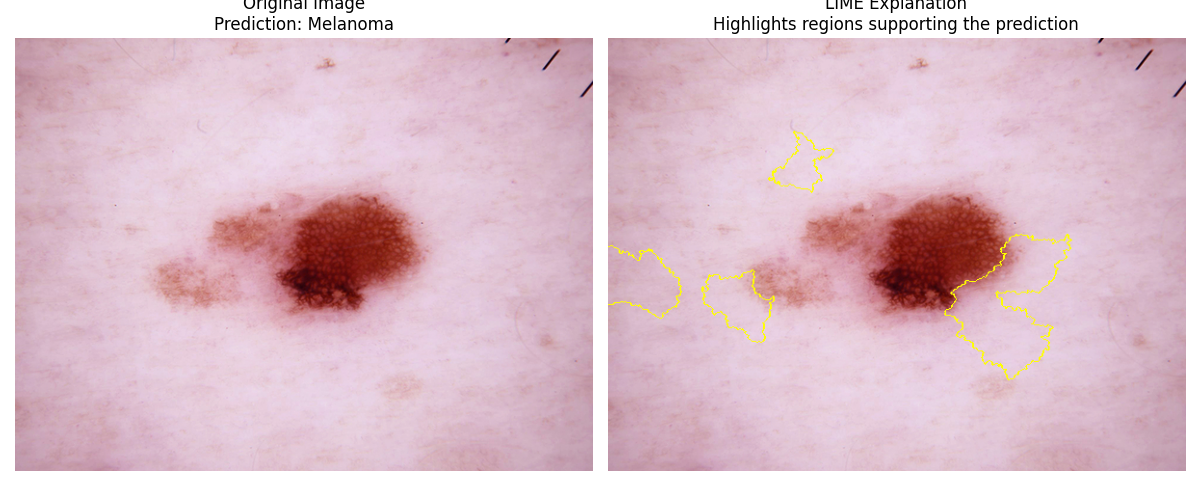 Original Image
Prediction: Melanoma
LIME Explanation
Highlights regions supporting the prediction